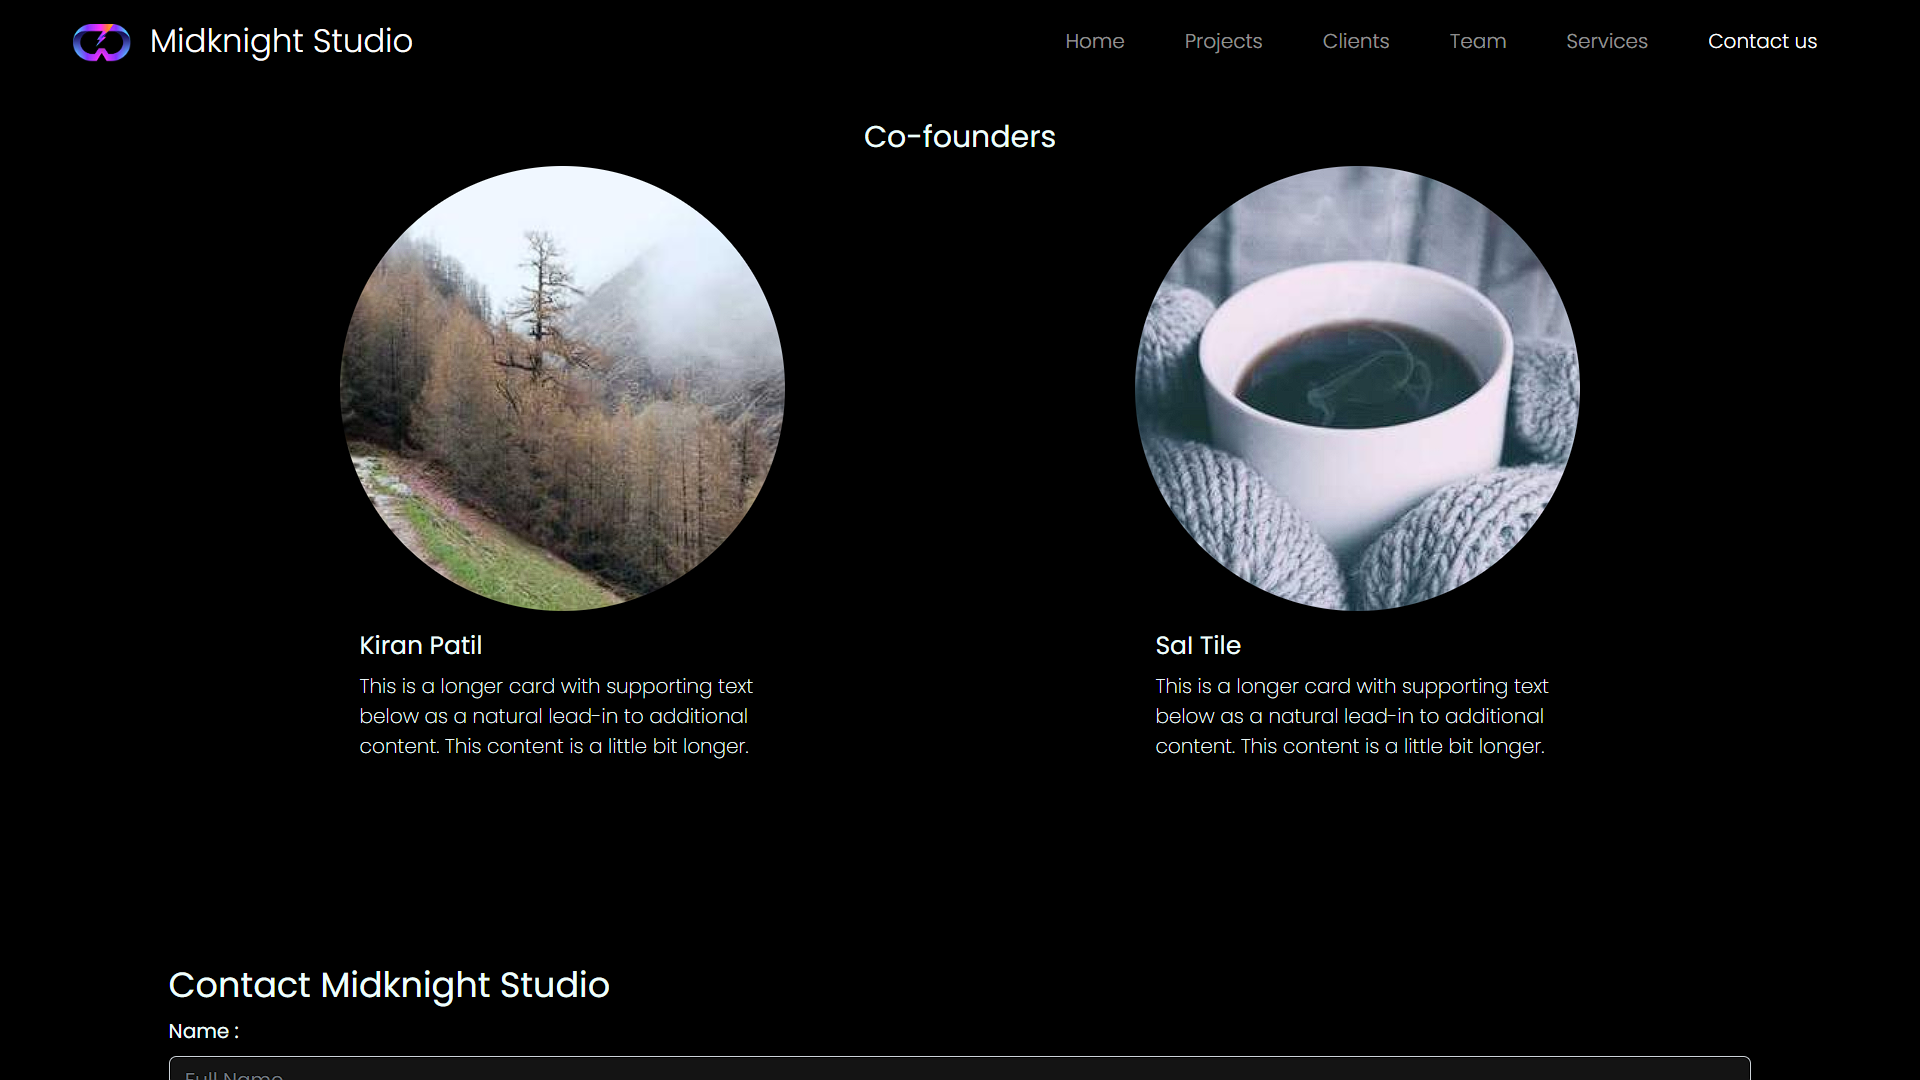 Midknight Studio
Home
Projects
Clients
Team
Services
Contact us
Co-founders
Kiran Patil
This is a longer card with supporting text
below as a natural lead-in to additional
content. This content is a little bit longer.
Sal Tile
This is a longer card with supporting text
below as a natural lead-in to additional
content. This content is a little bit longer.
Contact Midknight Studio
Name :
Full Name